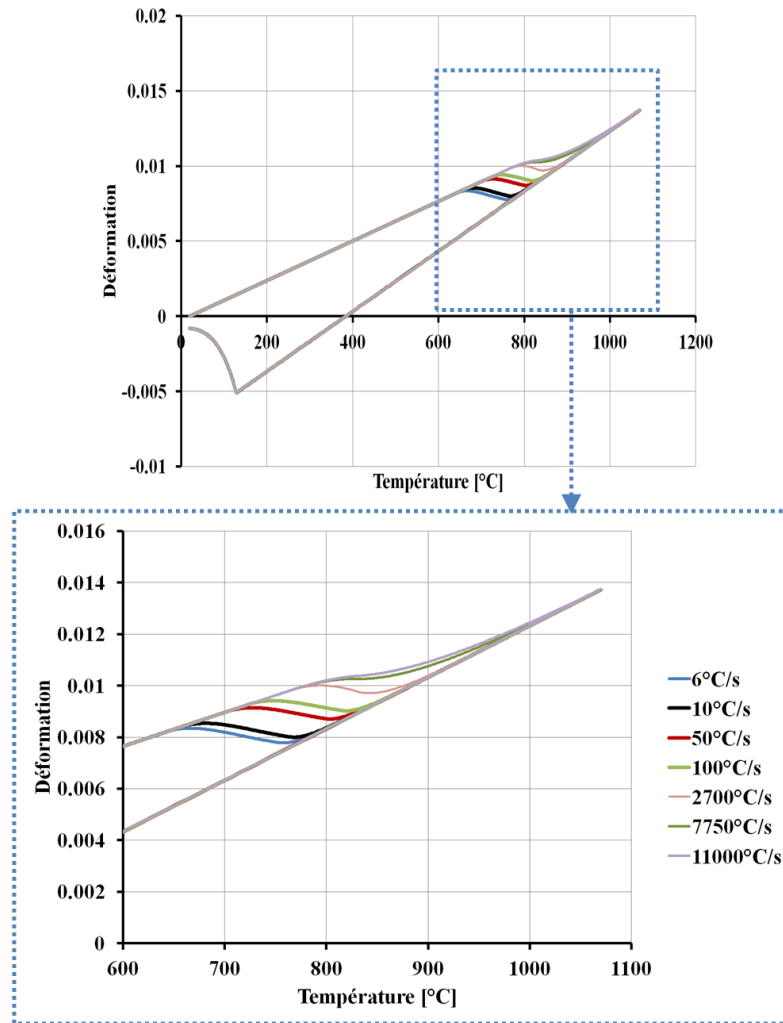 0.02
0.015
0.01
0.005
0
-0.005
-0.01
Déformation
0 200 400 600 800 1000 1200
Température [°C]
0.016
0.014
0.012
0.01
0.008
0.006
0.004
0.002
0
Déformation
600 700 800 900 1000 1100
Température [°C]
6°C/s
10°C/s
50°C/s
100°C/s
2700°C/s
7750°C/s
11000°C/s